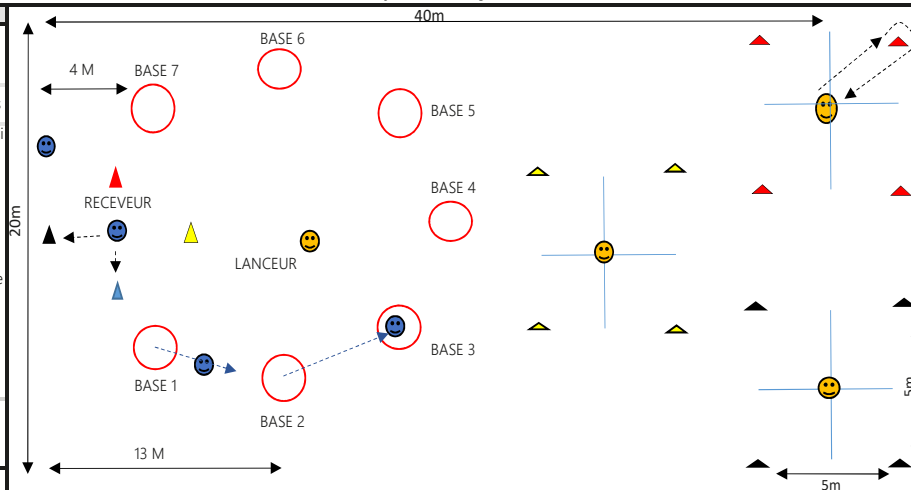 40m
BASE 6
4 M
BASE 7
BASE 5
BASE 4
RECEVEUR
20m
LANCEUR
BASE 3
BASE 1
BASE 2
5m
13 M
5m